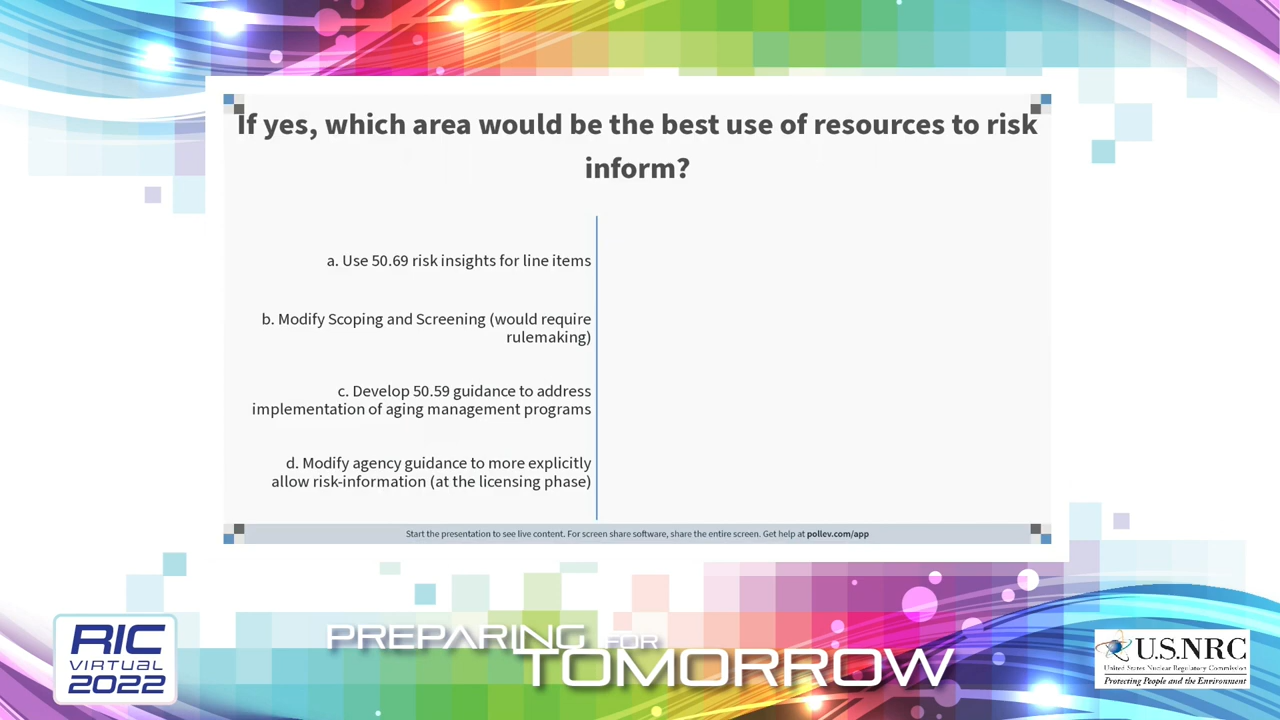 If yes, which area would be the best use of resources to risk
inform?
a. Use 50.69 risk insights for line items
b. Modify Scoping and Screening (would require
rulemaking)
c. Develop 50.59 guidance to address
implementation of aging management programs
d. Modify agency guidance to more explicitly
allow risk-information (at the licensing phase)
Start the presentation to see live content. For screen share software, share the entire screen. Get help at pollev.com/app
RIC
VIRTUAL
2022
PREPARING FOR
TOMORROW
U.S.NRC
United States Nuclear Regulatory Commission
Protecting People and the Environment